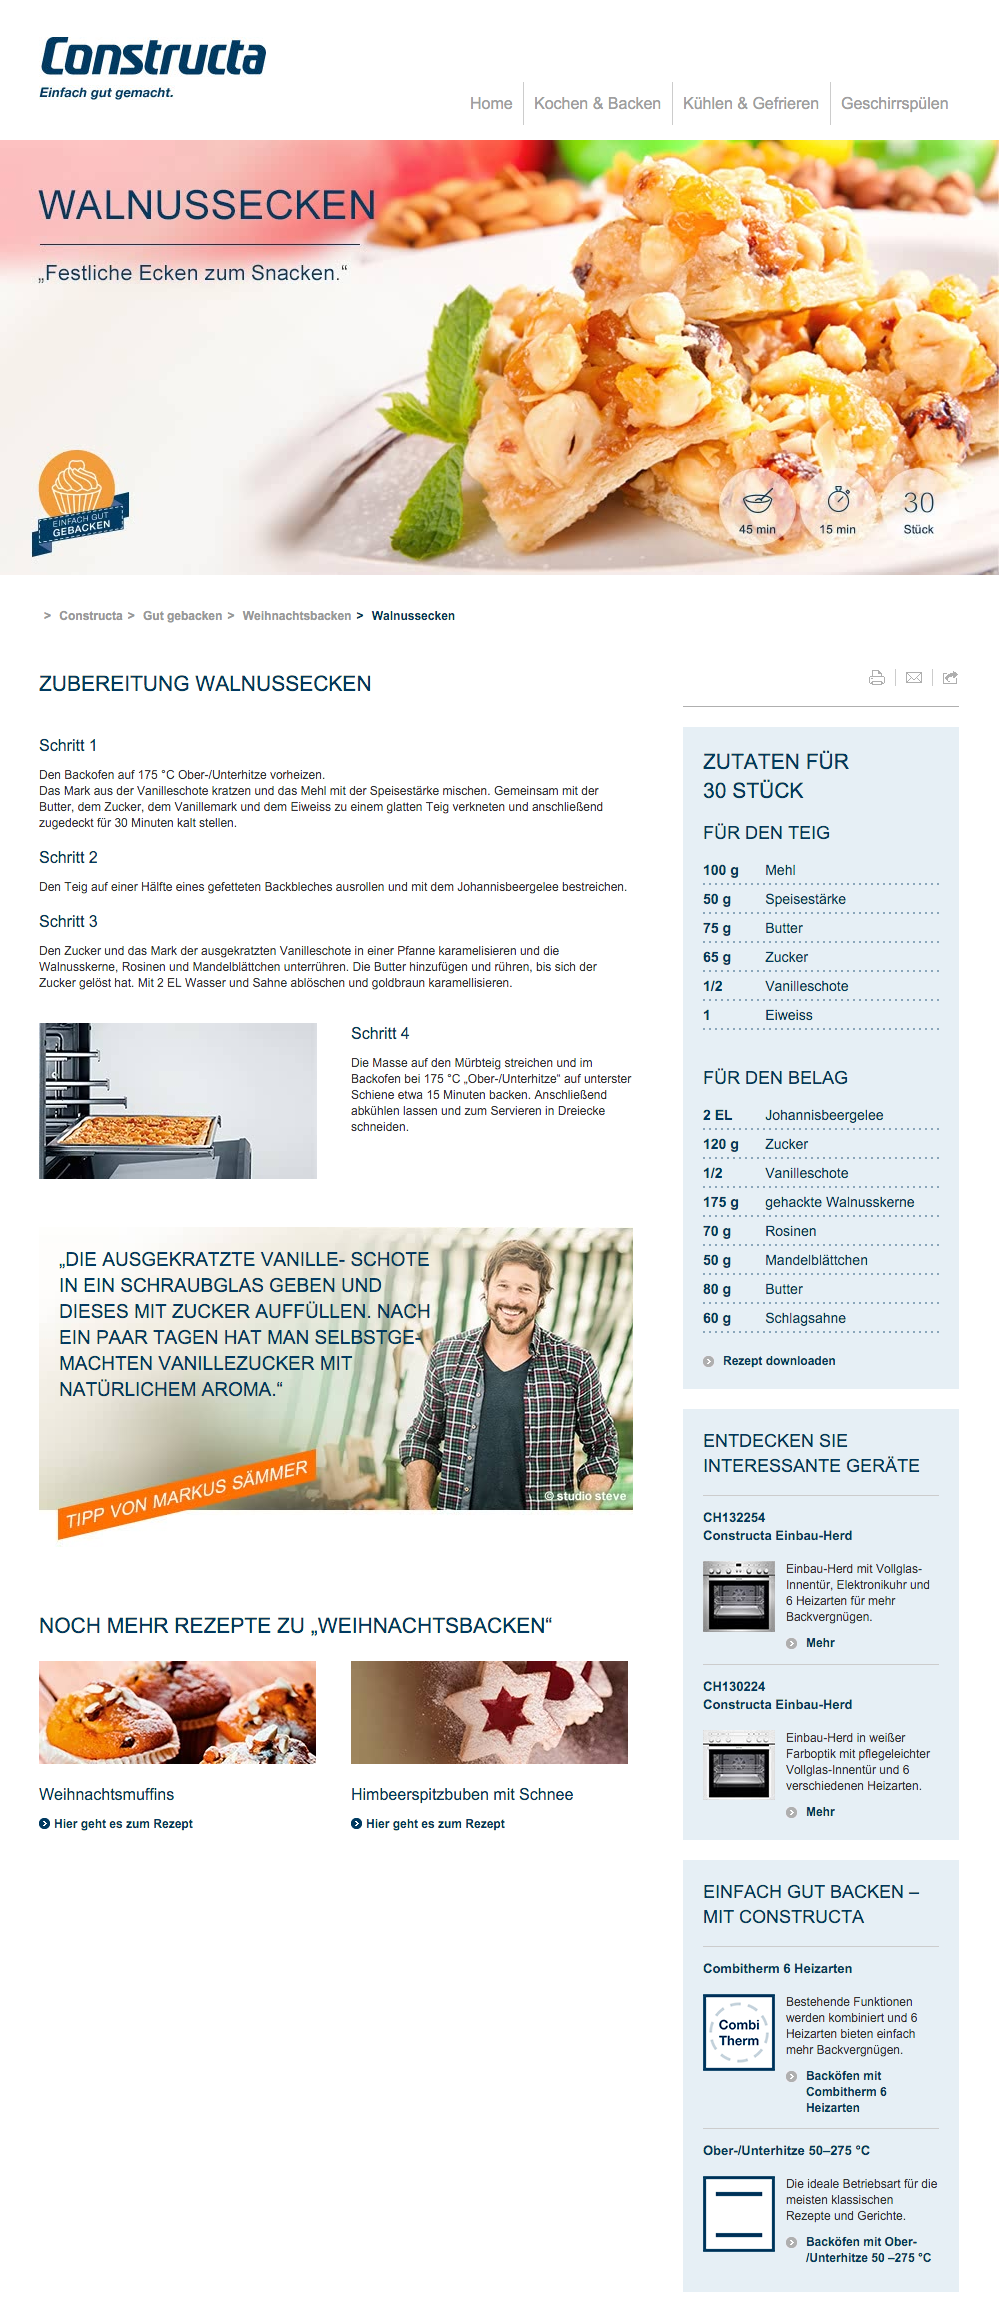 Constructa
Einfach gut gemacht.
Home
Kochen & Backen
Kühlen & Gefrieren
Geschirrspülen
WALNUSSECKEN
„Festliche Ecken zum Snacken.“
EINFACH GUT
GEBACKEN
45 min
15 min
30
Stück
> Constructa > Gut gebacken > Weihnachtsbacken > Walnussecken
ZUBEREITUNG WALNUSSECKEN
Schritt 1
Den Backofen auf 175 °C Ober-/Unterhitze vorheizen.
Das Mark aus der Vanilleschote kratzen und das Mehl mit der Speisestärke mischen. Gemeinsam mit der
Butter, dem Zucker, dem Vanillemark und dem Eiweiss zu einem glatten Teig verkneten und anschließend
zugedeckt für 30 Minuten kalt stellen.
Schritt 2
Den Teig auf einer Hälfte eines gefetteten Backbleches ausrollen und mit dem Johannisbeergelee bestreichen.
Schritt 3
Den Zucker und das Mark der ausgekratzten Vanilleschote in einer Pfanne karamelisieren und die
Walnusskerne, Rosinen und Mandelblättchen unterrühren. Die Butter hinzufügen und rühren, bis sich der
Zucker gelöst hat. Mit 2 EL Wasser und Sahne ablöschen und goldbraun karamellisieren.
Schritt 4
Die Masse auf den Mürbteig streichen und im
Backofen bei 175 °C „Ober-/Unterhitze“ auf unterster
Schiene etwa 15 Minuten backen. Anschließend
abkühlen lassen und zum Servieren in Dreiecke
schneiden.
„DIE AUSGEKRATZTE VANILLE- SCHOTE
IN EIN SCHRAUBGLAS GEBEN UND
DIESES MIT ZUCKER AUFFÜLLEN. NACH
EIN PAAR TAGEN HAT MAN SELBSTGE-
MACHTEN VANILLEZUCKER MIT
NATÜRLICHEM AROMA.“
TIPP VON MARKUS SÄMMER
© studio steve
NOCH MEHR REZEPTE ZU „WEIHNACHTSBACKEN“
Weihnachtsmuffins
Hier geht es zum Rezept
Himbeerspitzbuben mit Schnee
Hier geht es zum Rezept
ZUTATEN FÜR
30 STÜCK
FÜR DEN TEIG
100 g Mehl
50 g Speisestärke
75 g Butter
65 g Zucker
1/2 Vanilleschote
1 Eiweiss
FÜR DEN BELAG
2 EL Johannisbeergelee
120 g Zucker
1/2 Vanilleschote
175 g gehackte Walnusskerne
70 g Rosinen
50 g Mandelblättchen
80 g Butter
60 g Schlagsahne
Rezept downloaden
ENTDECKEN SIE
INTERESSANTE GERÄTE
CH132254
Constructa Einbau-Herd
Einbau-Herd mit Vollglas-
Innentür, Elektronikuhr und
6 Heizarten für mehr
Backvergnügen.
Mehr
CH130224
Constructa Einbau-Herd
Einbau-Herd in weißer
Farboptik mit pflegeleichter
Vollglas-Innentür und 6
verschiedenen Heizarten.
Mehr
EINFACH GUT BACKEN –
MIT CONSTRUCTA
Combitherm 6 Heizarten
Combi
Therm
Bestehende Funktionen
werden kombiniert und 6
Heizarten bieten einfach
mehr Backvergnügen.
Backöfen mit
Combitherm 6
Heizarten
Ober-/Unterhitze 50–275 °C
Die ideale Betriebsart für die
meisten klassischen
Rezepte und Gerichte.
Backöfen mit Ober-
/Unterhitze 50 –275 °C